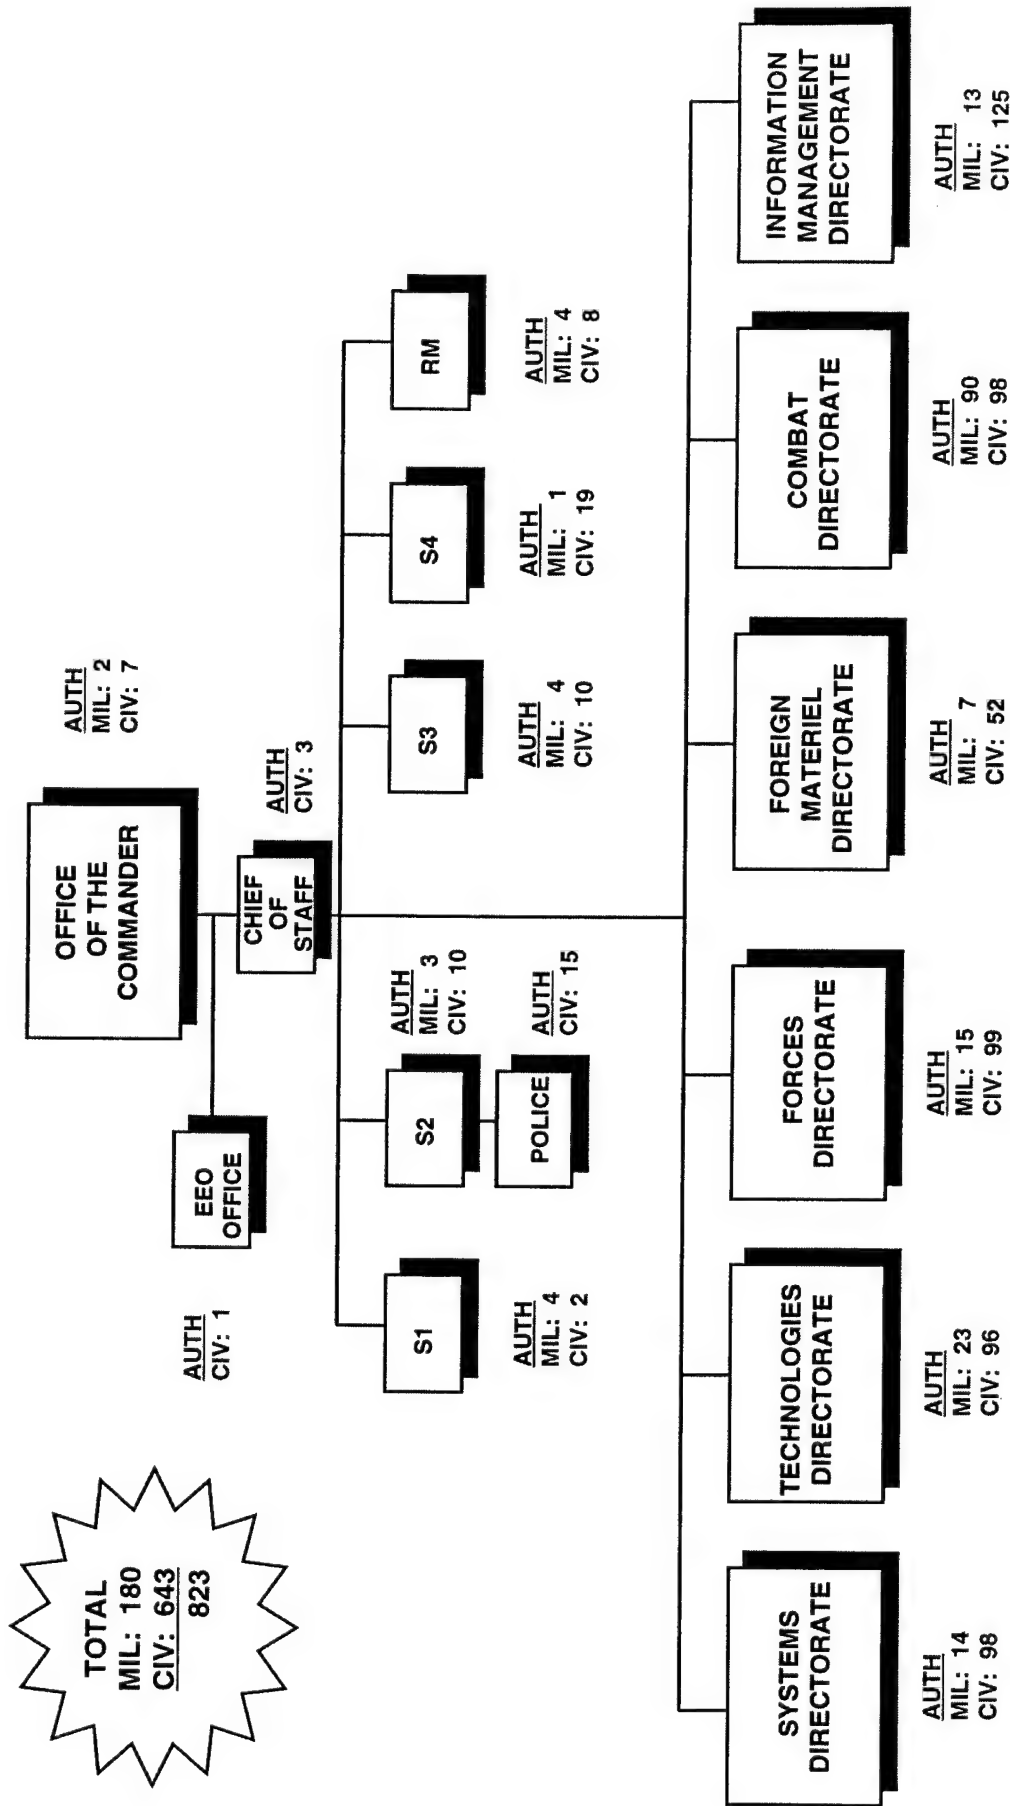 TOTAL
MIL: 180
CIV: 643
823
OFFICE
OF THE
COMMANDER
AUTH
MIL: 2
CIV: 7
EEO
OFFICE
AUTH
CIV: 1
CHIEF
OF
STAFF
AUTH
CIV: 3
S1
AUTH
MIL: 4
CIV: 2
S2
AUTH
MIL: 3
CIV: 10
POLICE
AUTH
CIV: 15
S3
AUTH
MIL: 4
CIV: 10
S4
AUTH
MIL: 1
CIV: 19
RM
AUTH
MIL: 4
CIV: 8
SYSTEMS
DIRECTORATE
AUTH
MIL: 14
CIV: 98
TECHNOLOGIES
DIRECTORATE
AUTH
MIL: 23
CIV: 96
FORCES
DIRECTORATE
AUTH
MIL: 15
CIV: 99
FOREIGN
MATERIEL
DIRECTORATE
AUTH
MIL: 7
CIV: 52
COMBAT
DIRECTORATE
AUTH
MIL: 90
CIV: 98
INFORMATION
MANAGEMENT
DIRECTORATE
AUTH
MIL: 13
CIV: 125